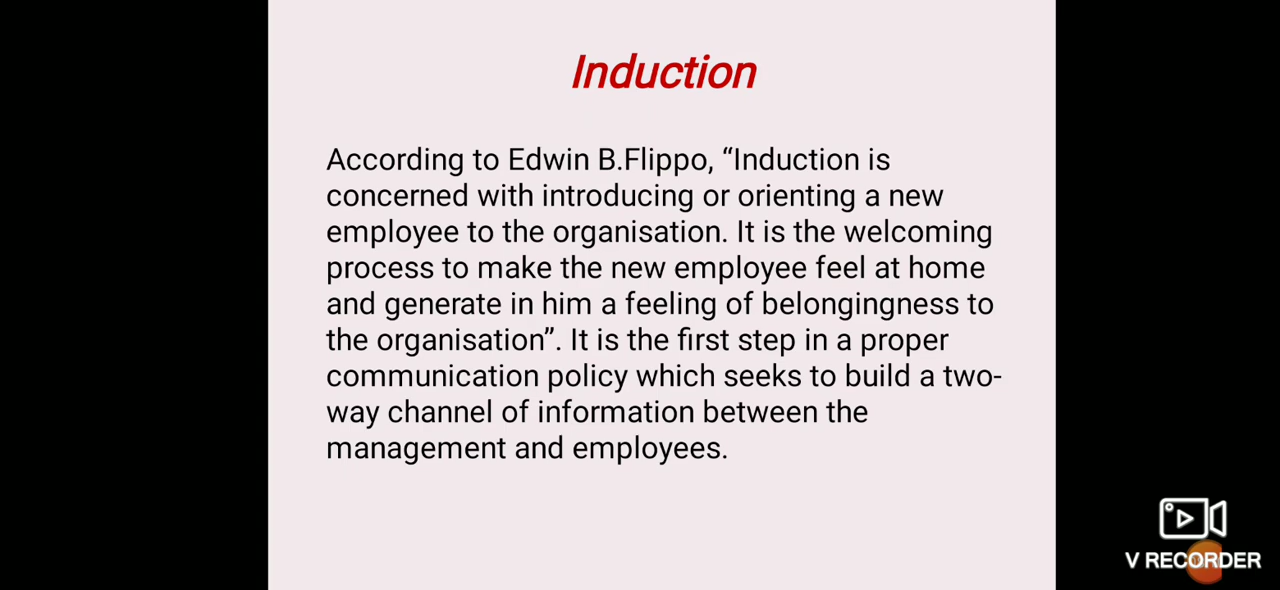 Induction
According to Edwin B.Flippo, “Induction is
concerned with introducing or orienting a new
employee to the organisation. It is the welcoming
process to make the new employee feel at home
and generate in him a feeling of belongingness to
the organisation”. It is the first step in a proper
communication policy which seeks to build a two-
way channel of information between the
management and employees.
V RECORDER